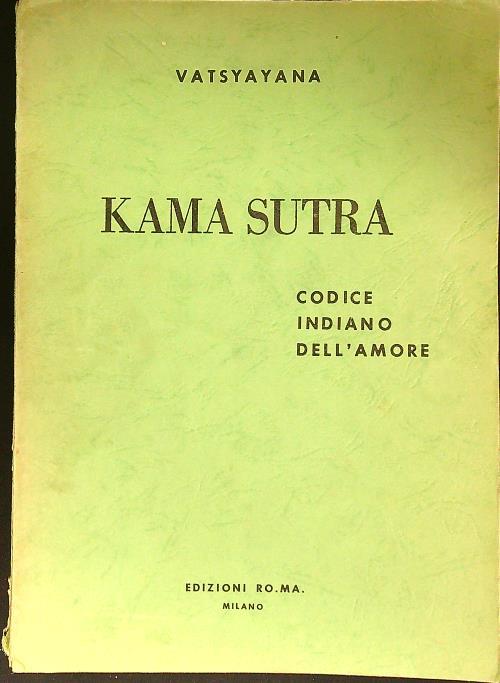 VATSYAYANA
KAMA SUTRA
CODICE
INDIANO
DELL'AMORE
EDIZIONI RO.MA.
MILANO